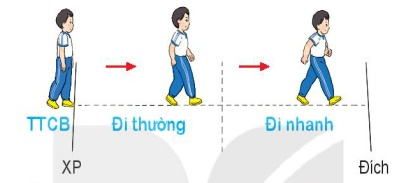 TTCB Đi thường Đi nhanh
XP Đích